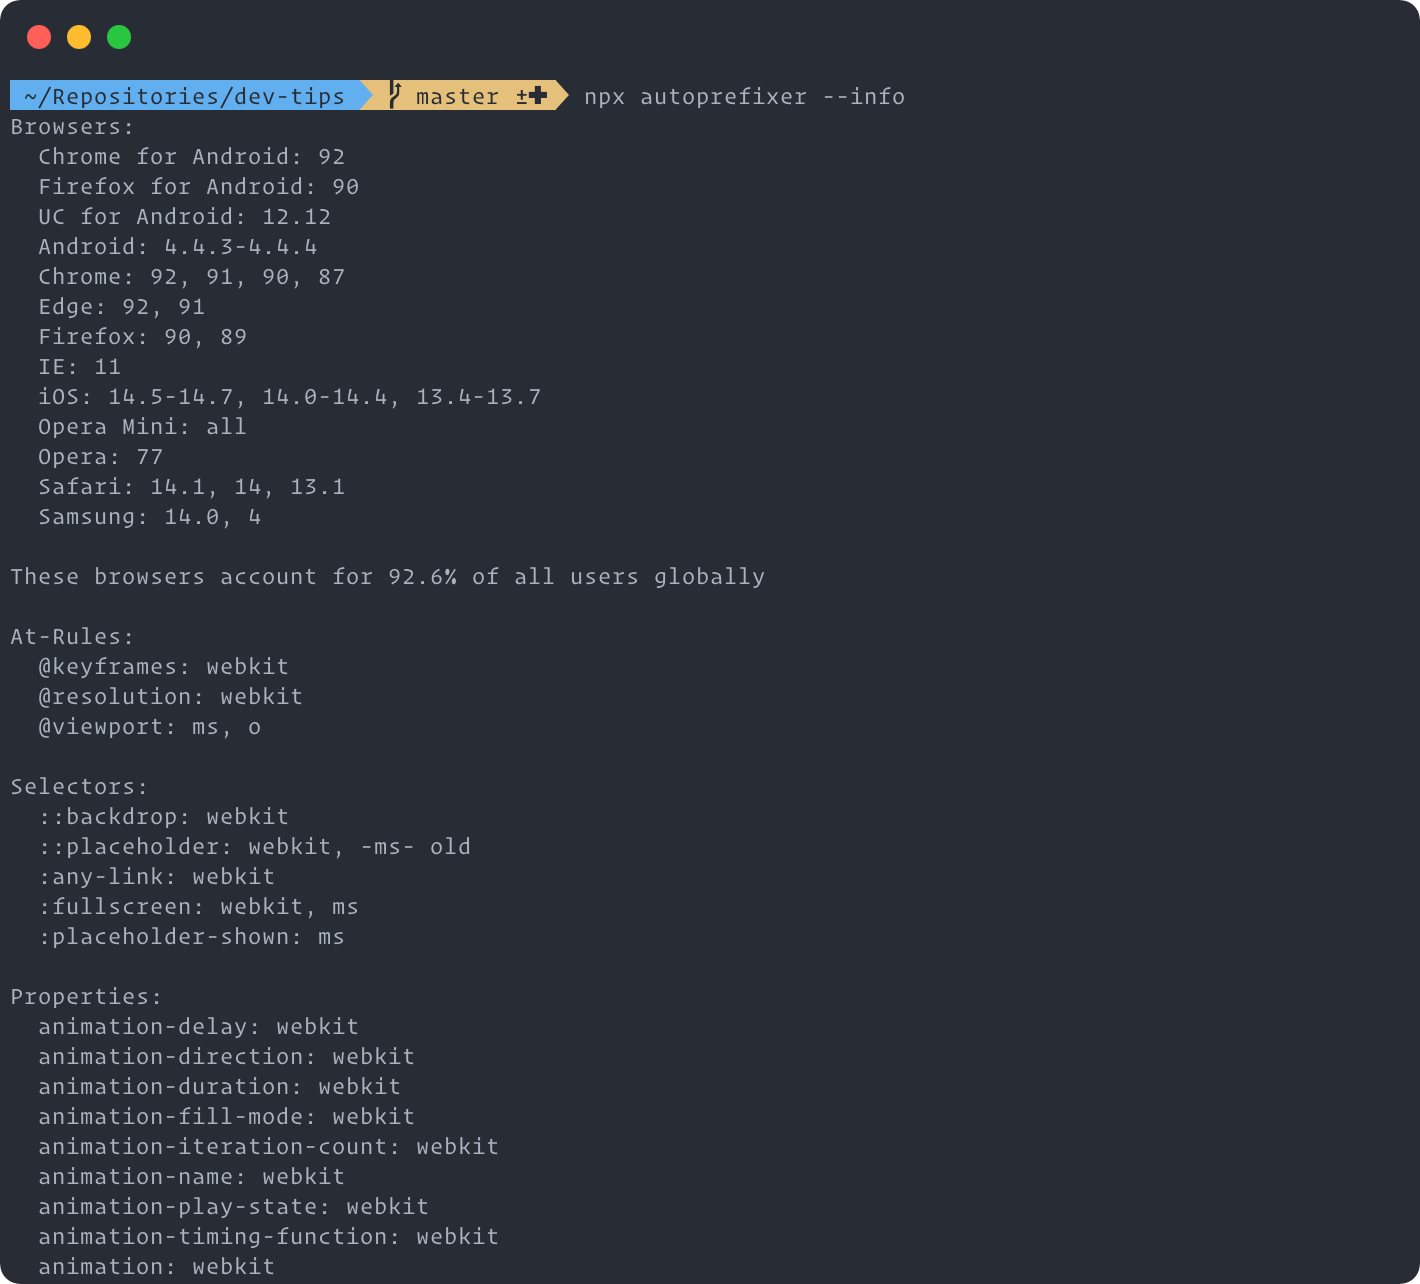 ~/Repositories/dev-tips master ±✚ npx autoprefixer --info
Browsers:
  Chrome for Android: 92
  Firefox for Android: 90
  UC for Android: 12.12
  Android: 4.4.3-4.4.4
  Chrome: 92, 91, 90, 87
  Edge: 92, 91
  Firefox: 90, 89
  IE: 11
  iOS: 14.5-14.7, 14.0-14.4, 13.4-13.7
  Opera Mini: all
  Opera: 77
  Safari: 14.1, 14, 13.1
  Samsung: 14.0, 4

These browsers account for 92.6% of all users globally

At-Rules:
  @keyframes: webkit
  @resolution: webkit
  @viewport: ms, o

Selectors:
  ::backdrop: webkit
  ::placeholder: webkit, -ms- old
  :any-link: webkit
  :fullscreen: webkit, ms
  :placeholder-shown: ms

Properties:
  animation-delay: webkit
  animation-direction: webkit
  animation-duration: webkit
  animation-fill-mode: webkit
  animation-iteration-count: webkit
  animation-name: webkit
  animation-play-state: webkit
  animation-timing-function: webkit
  animation: webkit